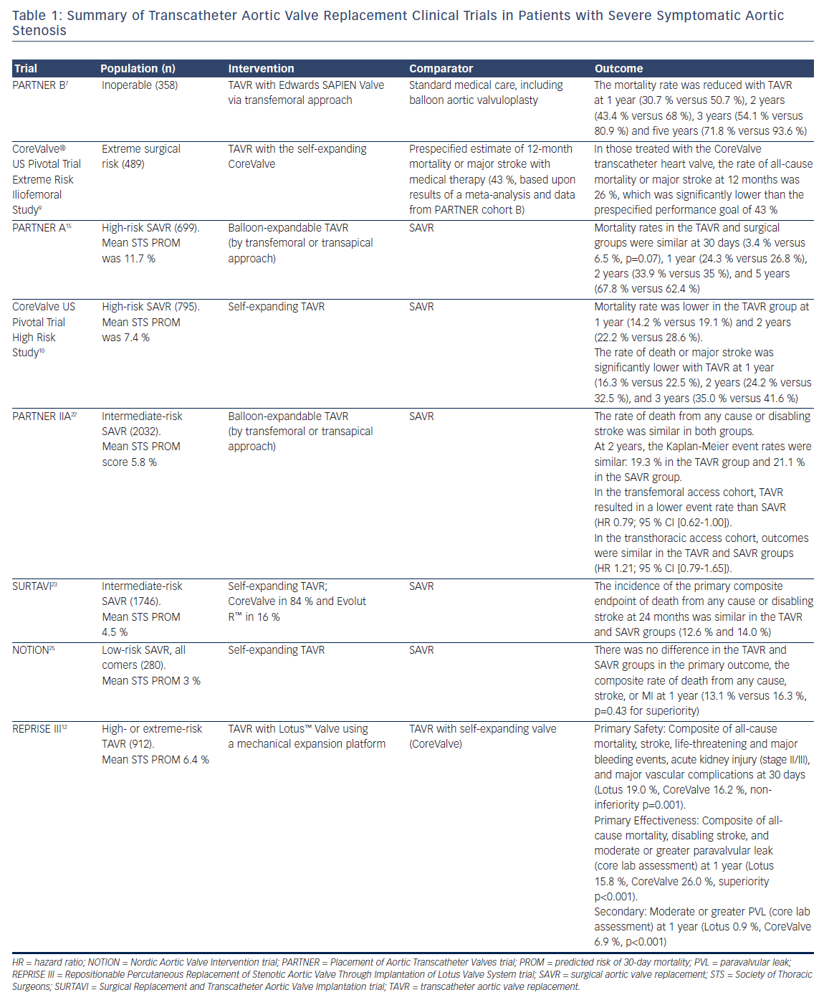 Table 1: Summary of Transcatheter Aortic Valve Replacement Clinical Trials in Patients with Severe Symptomatic Aortic
Stenosis
Trial Population (n) Intervention Comparator Outcome
PARTNER B⁷ Inoperable (358) TAVR with Edwards SAPIEN Valve Standard medical care, including The mortality rate was reduced with TAVR
via transfemoral approach balloon aortic valvuloplasty at 1 year (30.7 % versus 50.7 %), 2 years
(43.4 % versus 68 %), 3 years (54.1 % versus
80.9 %) and five years (71.8 % versus 93.6 %)
CoreValve® Extreme surgical TAVR with the self-expanding Prespecified estimate of 12-month In those treated with the CoreValve
US Pivotal Trial risk (489) CoreValve mortality or major stroke with transcatheter heart valve, the rate of all-cause
Extreme Risk medical therapy (43 %, based upon mortality or major stroke at 12 months was
Iliofemoral results of a meta-analysis and data 26 %, which was significantly lower than the
Study⁹ from PARTNER cohort B) prespecified performance goal of 43 %
PARTNER A¹⁵ High-risk SAVR (699). Balloon-expandable TAVR SAVR Mortality rates in the TAVR and surgical
Mean STS PROM (by transfemoral or transapical groups were similar at 30 days (3.4 % versus
was 11.7 % approach) 6.5 %, p=0.07), 1 year (24.3 % versus 26.8 %),
2 years (33.9 % versus 35 %), and 5 years
(67.8 % versus 62.4 %)
CoreValve US High-risk SAVR (795). Self-expanding TAVR SAVR Mortality rate was lower in the TAVR group at
Pivotal Trial Mean STS PROM 1 year (14.2 % versus 19.1 %) and 2 years
High Risk was 7.4 % (22.2 % versus 28.6 %).
Study¹⁰ The rate of death or major stroke was
significantly lower with TAVR at 1 year
(16.3 % versus 22.5 %), 2 years (24.2 % versus
32.5 %), and 3 years (35.0 % versus 41.6 %)
PARTNER IIA²² Intermediate-risk Balloon-expandable TAVR SAVR The rate of death from any cause or disabling
SAVR (2032). (by transfemoral or transapical stroke was similar in both groups.
Mean STS PROM approach) At 2 years, the Kaplan-Meier event rates were
score 5.8 % similar: 19.3 % in the TAVR group and 21.1 %
in the SAVR group.
In the transfemoral access cohort, TAVR
resulted in a lower event rate than SAVR
(HR 0.79; 95 % CI [0.62-1.00]).
In the transthoracic access cohort, outcomes
were similar in the TAVR and SAVR groups
(HR 1.21; 95 % CI [0.79-1.65]).
SURTAVI²³ Intermediate-risk Self-expanding TAVR; SAVR The incidence of the primary composite
SAVR (1746). CoreValve in 84 % and Evolut endpoint of death from any cause or disabling
Mean STS PROM R™ in 16 % stroke at 24 months was similar in the TAVR
4.5 % and SAVR groups (12.6 % and 14.0 %)
NOTION²⁵ Low-risk SAVR, all Self-expanding TAVR SAVR There was no difference in the TAVR and
comers (280). SAVR groups in the primary outcome, the
Mean STS PROM 3 % composite rate of death from any cause,
stroke, or MI at 1 year (13.1 % versus 16.3 %,
p=0.43 for superiority)
REPRISE III¹² High- or extreme-risk TAVR with Lotus™ Valve using TAVR with self-expanding valve Primary Safety: Composite of all-cause
TAVR (912). a mechanical expansion platform (CoreValve) mortality, stroke, life-threatening and major
Mean STS PROM 6.4 % bleeding events, acute kidney injury (stage II/III),
and major vascular complications at 30 days
(Lotus 19.0 %, CoreValve 16.2 %, non-
inferiority p=0.001).
Primary Effectiveness: Composite of all-
cause mortality, disabling stroke, and
moderate or greater paravalvular leak
(core lab assessment) at 1 year (Lotus
15.8 %, CoreValve 26.0 %, superiority
p<0.001).
Secondary: Moderate or greater PVL (core lab
assessment) at 1 year (Lotus 0.9 %, CoreValve
6.9 %, p<0.001)
HR = hazard ratio; NOTION = Nordic Aortic Valve Intervention trial; PARTNER = Placement of Aortic Transcatheter Valves trial; PROM = predicted risk of 30-day mortality; PVL = paravalvular leak;
REPRISE III = Repositionable Percutaneous Replacement of Stenotic Aortic Valve Through Implantation of Lotus Valve System trial; SAVR = surgical aortic valve replacement; STS = Society of Thoracic
Surgeons; SURTAVI = Surgical Replacement and Transcatheter Aortic Valve Implantation trial; TAVR = transcatheter aortic valve replacement.